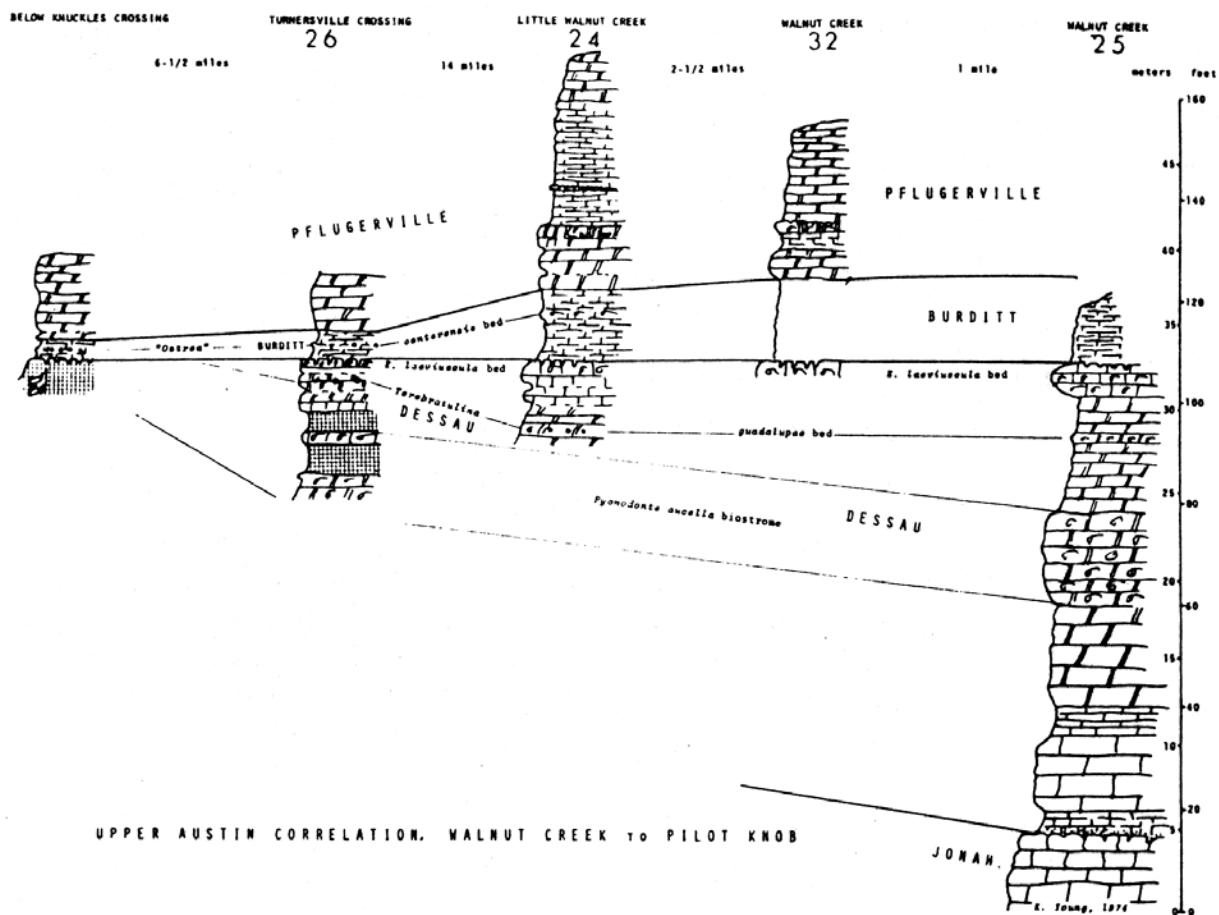 BELOW KNUCKLES CROSSING
TURNERSVILLE CROSSING
26
LITTLE WALNUT CREEK
24
WALNUT CREEK
32
WALNUT CREEK
25
6-1/2 miles
14 miles
2-1/2 miles
1 mile
meters feet
160
45
140
40
120
35
100
30
25
80
20
60
15
40
10
20
5
0 0
PFLUGERVILLE
PFLUGERVILLE
"Ostrea"
BURDITT
centerensis bed
BURDITT
E. laeviuscula bed
E. laeviuscula bed
Terebratulina
DESSAU
guadalupae bed
Pycnodonte aucella biostrome
DESSAU
UPPER AUSTIN CORRELATION, WALNUT CREEK TO PILOT KNOB
JONAH.
K. Young, 1974